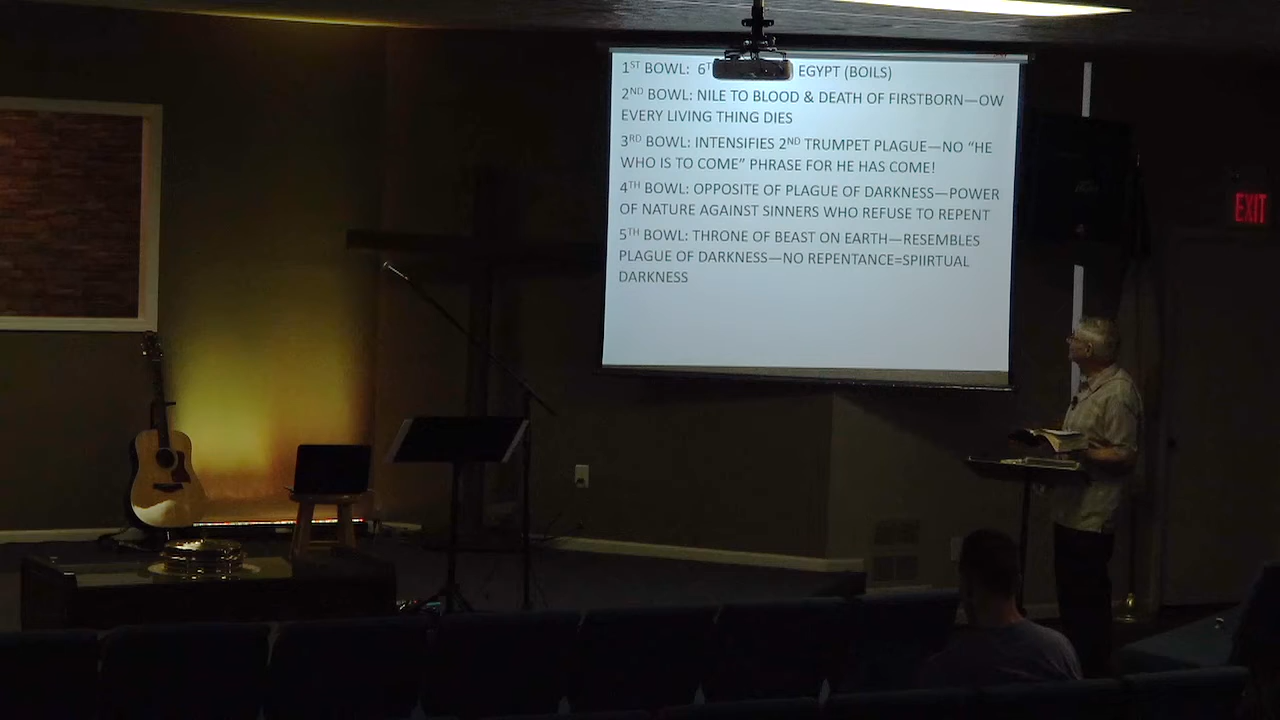 1ST BOWL: 6T EGYPT (BOILS)
2ND BOWL: NILE TO BLOOD & DEATH OF FIRSTBORN—OW
EVERY LIVING THING DIES
3RD BOWL: INTENSIFIES 2ND TRUMPET PLAGUE—NO “HE
WHO IS TO COME” PHRASE FOR HE HAS COME!
4TH BOWL: OPPOSITE OF PLAGUE OF DARKNESS—POWER
OF NATURE AGAINST SINNERS WHO REFUSE TO REPENT
5TH BOWL: THRONE OF BEAST ON EARTH—RESEMBLES
PLAGUE OF DARKNESS—NO REPENTANCE=SPIIRTUAL
DARKNESS
EXIT